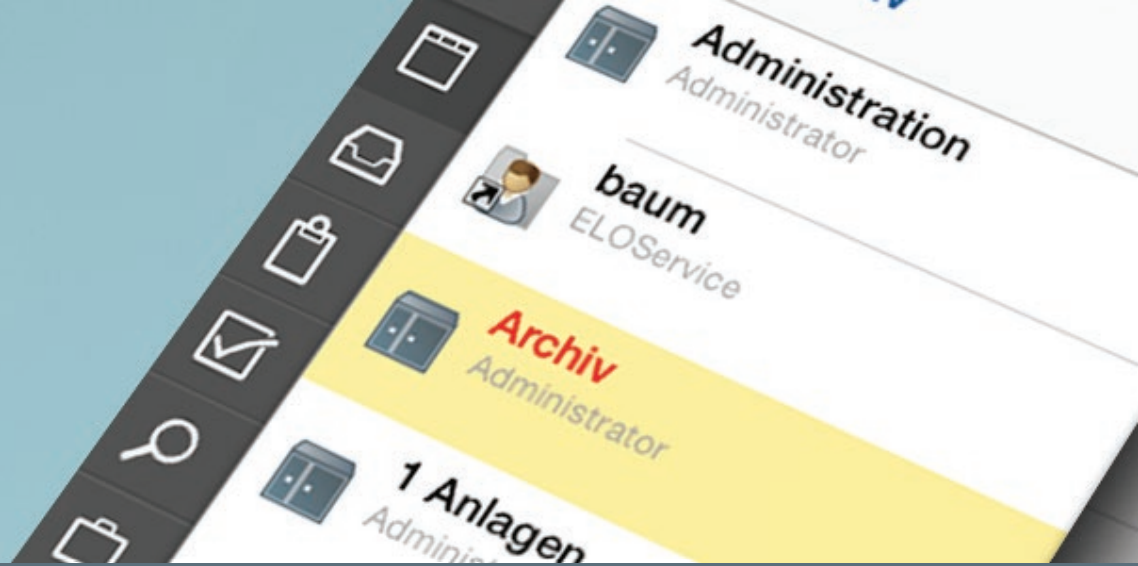 Administration
Administrator
baum
ELOService
Archiv
Administrator
1 Anlagen